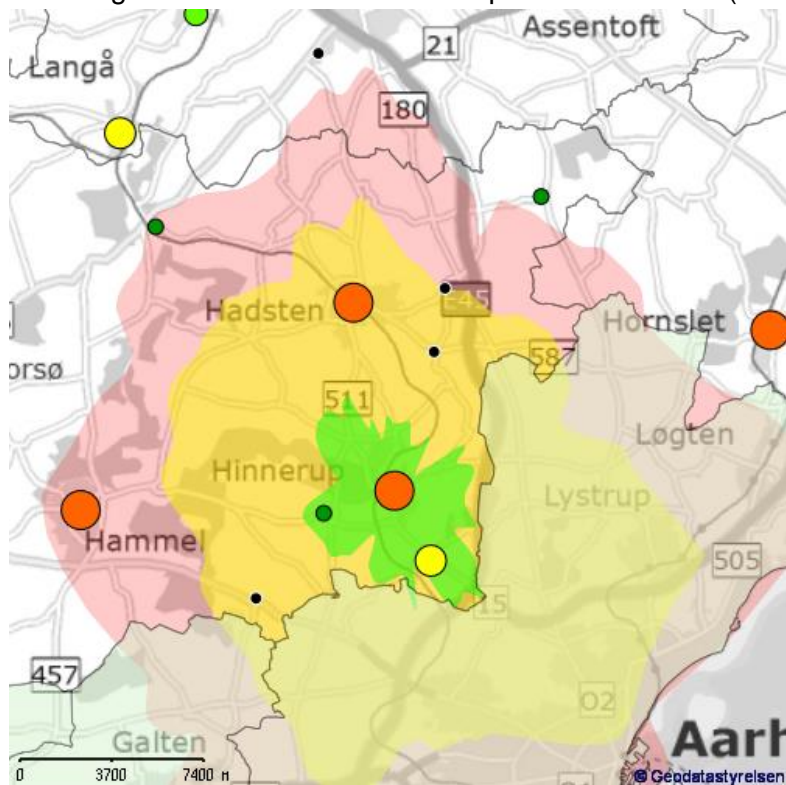 Assentoft
21
Langå
180
Hadsten
E45
Hornslet
587
511
Løgten
Hinnerup
Lystrup
Hammel
505
15
457
O2
Galten
Aarh
0 3700 7400 M
© Geodatastyrelsen